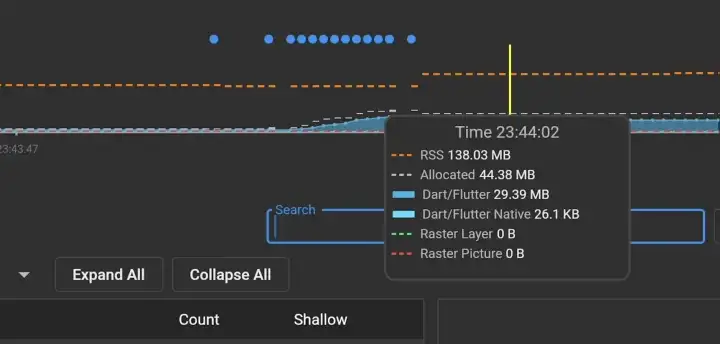 Time 23:44:02
RSS 138.03 MB
23:43:47
Allocated 44.38 MB
Dart/Flutter 29.39 MB
Search
Dart/Flutter Native 26.1 KB
Raster Layer 0 B
Raster Picture 0 B
Expand All
Collapse All
Count Shallow